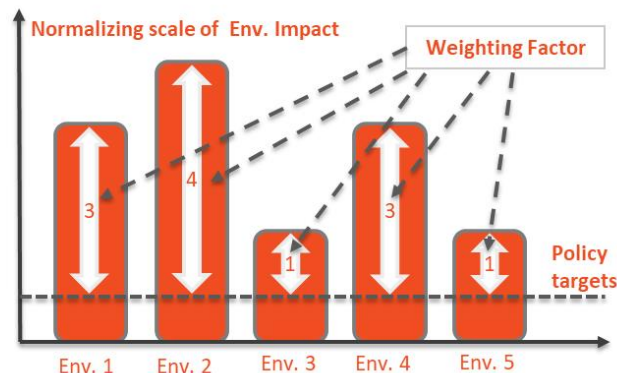 Normalizing scale of Env. Impact
Weighting Factor
3
4
1
3
1
Policy
targets
Env. 1
Env. 2
Env. 3
Env. 4
Env. 5